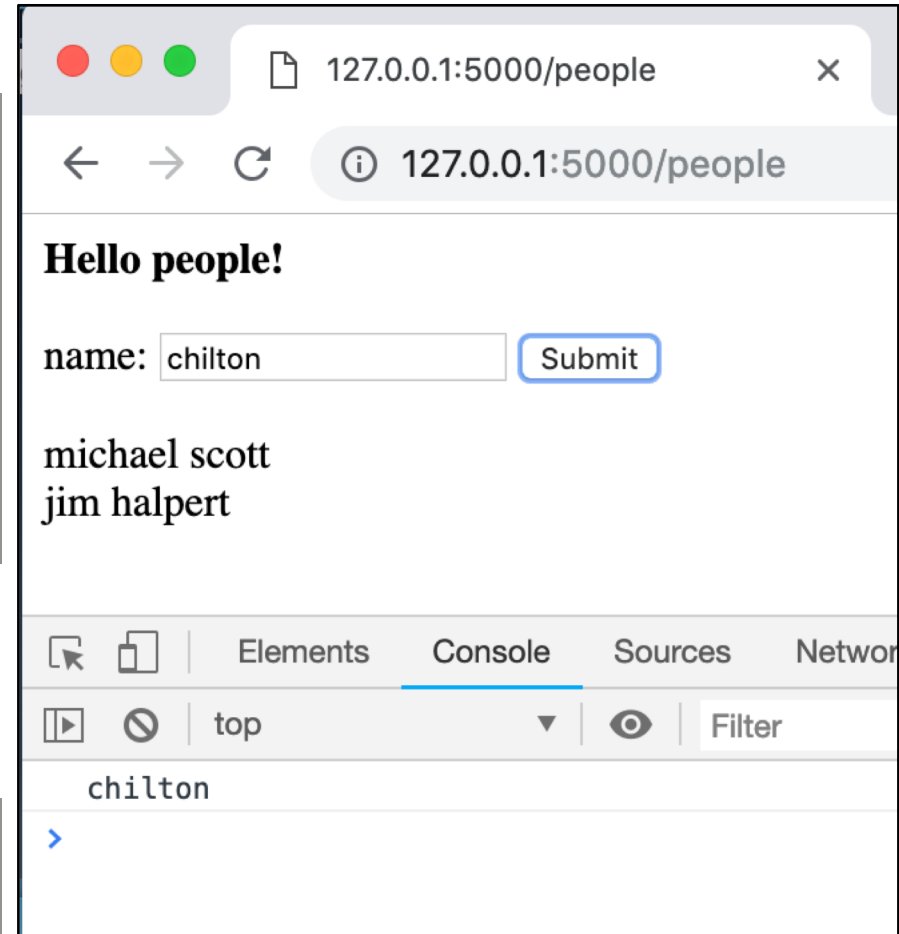 127.0.0.1:5000/people
127.0.0.1:5000/people
Hello people!
name: chilton Submit
michael scott
jim halpert
Elements Console Sources Networ
top Filter
chilton